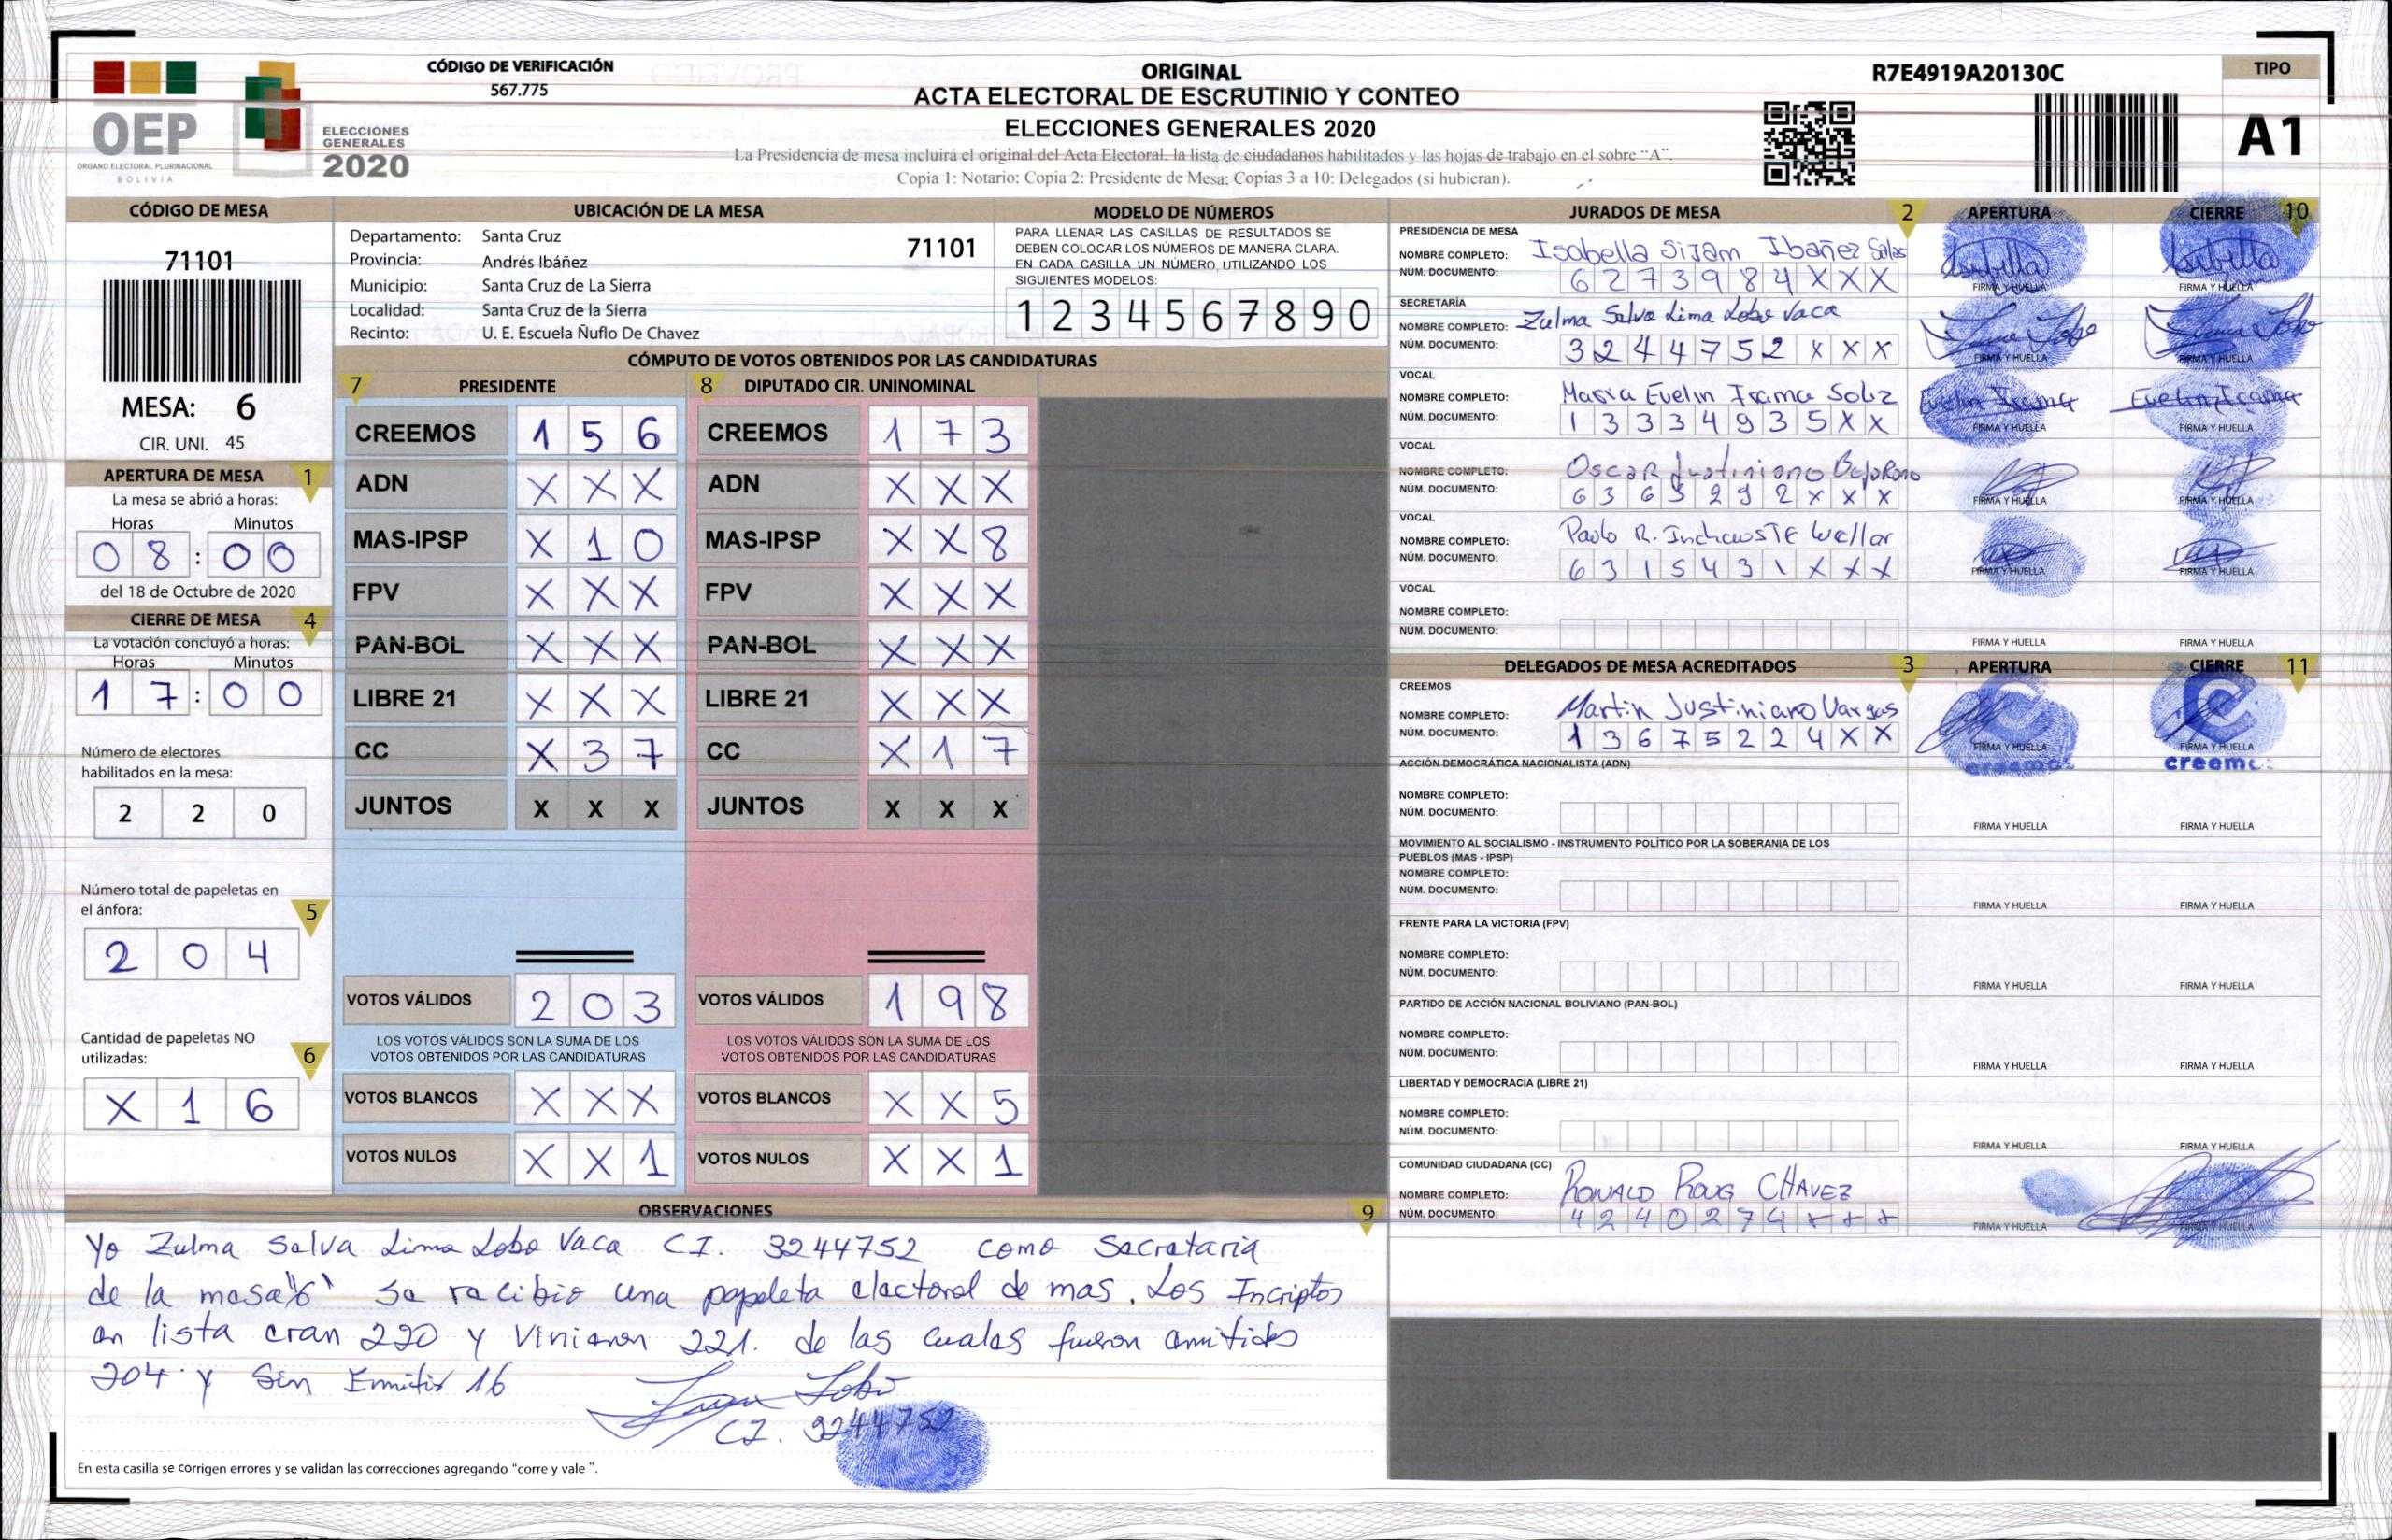 CÓDIGO DE VERIFICACIÓN
567.775
ORIGINAL
ACTA ELECTORAL DE ESCRUTINIO Y CONTEO
ELECCIONES GENERALES 2020
La Presidencia de mesa incluirá el original del Acta Electoral, la lista de ciudadanos habilitados y las hojas de trabajo en el sobre "A".
Copia 1: Notario; Copia 2: Presidente de Mesa; Copias 3 a 10: Delegados (si hubieran).
R7E4919A20130C
TIPO
A1
OEP
ÓRGANO ELECTORAL PLURINACIONAL
BOLIVIA
ELECCIONES
GENERALES
2020
CÓDIGO DE MESA
71101
MESA: 6
CIR. UNI. 45
UBICACIÓN DE LA MESA
71101
Departamento: Santa Cruz
Provincia: Andrés Ibáñez
Municipio: Santa Cruz de La Sierra
Localidad: Santa Cruz de la Sierra
Recinto: U. E. Escuela Ñuflo De Chavez
MODELO DE NÚMEROS
PARA LLENAR LAS CASILLAS DE RESULTADOS SE
DEBEN COLOCAR LOS NÚMEROS DE MANERA CLARA.
EN CADA CASILLA UN NÚMERO, UTILIZANDO LOS
SIGUIENTES MODELOS:
1 2 3 4 5 6 7 8 9 0
APERTURA DE MESA 1
La mesa se abrió a horas:
Horas Minutos
0 8 : 0 0
del 18 de Octubre de 2020
CIERRE DE MESA 4
La votación concluyó a horas:
Horas Minutos
1 7 : 0 0
Número de electores
habilitados en la mesa:
2 2 0
Número total de papeletas en
el ánfora: 5
2 0 4
Cantidad de papeletas NO
utilizadas: 6
X 1 6
CÓMPUTO DE VOTOS OBTENIDOS POR LAS CANDIDATURAS
7 PRESIDENTE 8 DIPUTADO CIR. UNINOMINAL
CREEMOS 1 5 6 CREEMOS 1 7 3
ADN X X X ADN X X X
MAS-IPSP X 1 0 MAS-IPSP X X 8
FPV X X X FPV X X X
PAN-BOL X X X PAN-BOL X X X
LIBRE 21 X X X LIBRE 21 X X X
CC X 3 7 CC X 1 7
JUNTOS X X X JUNTOS X X X
VOTOS VÁLIDOS 2 0 3 VOTOS VÁLIDOS 1 9 8
LOS VOTOS VÁLIDOS SON LA SUMA DE LOS LOS VOTOS VÁLIDOS SON LA SUMA DE LOS
VOTOS OBTENIDOS POR LAS CANDIDATURAS VOTOS OBTENIDOS POR LAS CANDIDATURAS
VOTOS BLANCOS X X X VOTOS BLANCOS X X 5
VOTOS NULOS X X 1 VOTOS NULOS X X 1
OBSERVACIONES 9
Yo Zulma Salva Lima Lobo Vaca CI. 3244752 como Secretaria
de la mesa "6" Se recibio una papeleta electoral de mas. Los Incriptos
en lista eran 220 y Vinieron 221. de las cuales fueron emitidos
204 y Sin Emitir 16
CI. 3244752
En esta casilla se corrigen errores y se validan las correcciones agregando "corre y vale".
JURADOS DE MESA 2 APERTURA CIERRE 10
PRESIDENCIA DE MESA
NOMBRE COMPLETO: Isabella Sijam Ibañez Salas
NÚM. DOCUMENTO: 6 2 7 3 9 8 4 X X X
FIRMA Y HUELLA FIRMA Y HUELLA
SECRETARÍA
NOMBRE COMPLETO: Zulma Salva Lima Lobo Vaca
NÚM. DOCUMENTO: 3 2 4 4 7 5 2 X X X
FIRMA Y HUELLA FIRMA Y HUELLA
VOCAL
NOMBRE COMPLETO: Maria Evelin Irama Soliz
NÚM. DOCUMENTO: 1 3 3 3 4 9 3 5 X X
FIRMA Y HUELLA FIRMA Y HUELLA
VOCAL
NOMBRE COMPLETO: Oscar Justiniano
NÚM. DOCUMENTO: 6 3 6 5 2 9 2 X X X
FIRMA Y HUELLA FIRMA Y HUELLA
VOCAL
NOMBRE COMPLETO: Paolo R. Inchauste Wellar
NÚM. DOCUMENTO: 6 3 1 5 4 3 1 X X X
FIRMA Y HUELLA FIRMA Y HUELLA
VOCAL
NOMBRE COMPLETO:
NÚM. DOCUMENTO:
FIRMA Y HUELLA FIRMA Y HUELLA
DELEGADOS DE MESA ACREDITADOS 3 APERTURA CIERRE 11
CREEMOS
NOMBRE COMPLETO: Martin Justiniano Vargas
NÚM. DOCUMENTO: 1 3 6 7 5 2 2 4 X X
FIRMA Y HUELLA FIRMA Y HUELLA
creemos creemos
ACCIÓN DEMOCRÁTICA NACIONALISTA (ADN)
NOMBRE COMPLETO:
NÚM. DOCUMENTO:
FIRMA Y HUELLA FIRMA Y HUELLA
MOVIMIENTO AL SOCIALISMO - INSTRUMENTO POLÍTICO POR LA SOBERANIA DE LOS
PUEBLOS (MAS - IPSP)
NOMBRE COMPLETO:
NÚM. DOCUMENTO:
FIRMA Y HUELLA FIRMA Y HUELLA
FRENTE PARA LA VICTORIA (FPV)
NOMBRE COMPLETO:
NÚM. DOCUMENTO:
FIRMA Y HUELLA FIRMA Y HUELLA
PARTIDO DE ACCIÓN NACIONAL BOLIVIANO (PAN-BOL)
NOMBRE COMPLETO:
NÚM. DOCUMENTO:
FIRMA Y HUELLA FIRMA Y HUELLA
LIBERTAD Y DEMOCRACIA (LIBRE 21)
NOMBRE COMPLETO:
NÚM. DOCUMENTO:
FIRMA Y HUELLA FIRMA Y HUELLA
COMUNIDAD CIUDADANA (CC)
NOMBRE COMPLETO: RONALD ROUG CHAVEZ
NÚM. DOCUMENTO: 4 2 4 0 2 7 4 X X X
FIRMA Y HUELLA FIRMA Y HUELLA